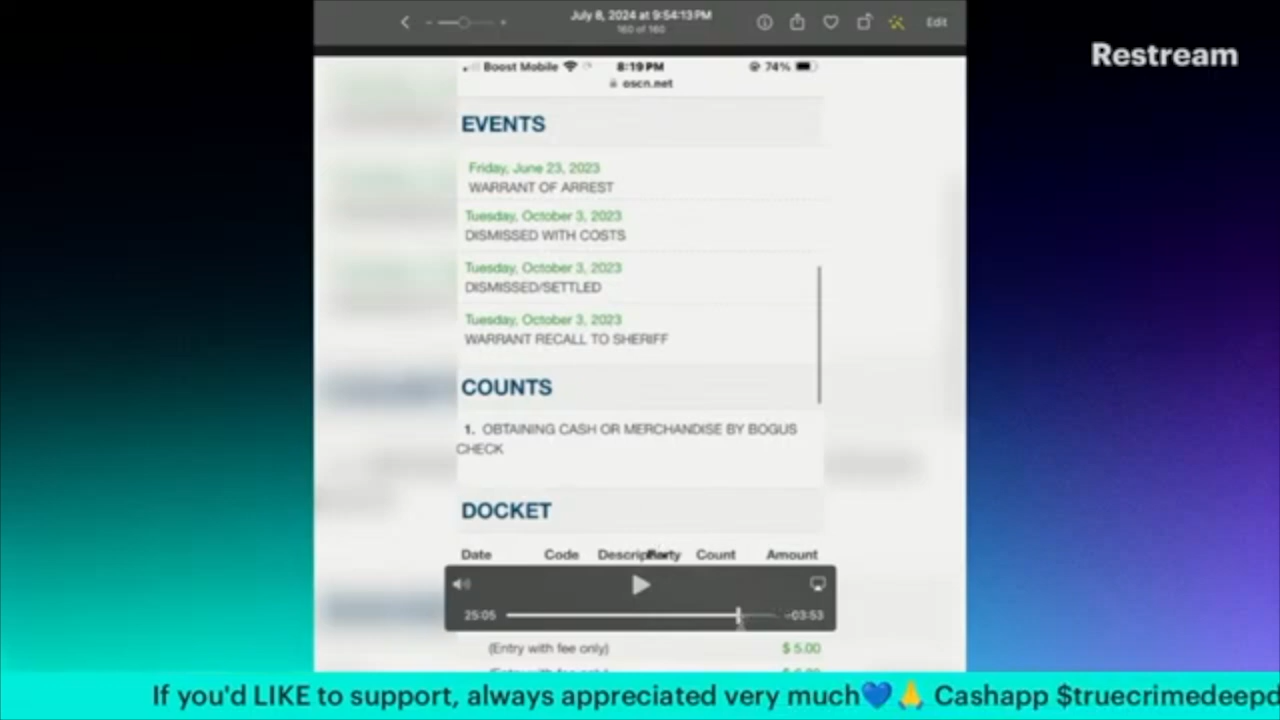 July 8, 2024 at 9:54:13 PM
160 of 160
Edit
Restream
Boost Mobile 8:19 PM 74%
oscn.net
EVENTS
Friday, June 23, 2023
WARRANT OF ARREST
Tuesday, October 3, 2023
DISMISSED WITH COSTS
Tuesday, October 3, 2023
DISMISSED/SETTLED
Tuesday, October 3, 2023
WARRANT RECALL TO SHERIFF
COUNTS
1. OBTAINING CASH OR MERCHANDISE BY BOGUS
CHECK
DOCKET
Date Code Description Party Count Amount
25:05 -03:53
(Entry with fee only) $ 5.00
If you'd LIKE to support, always appreciated very much💙🙏 Cashapp $truecrimedeepd